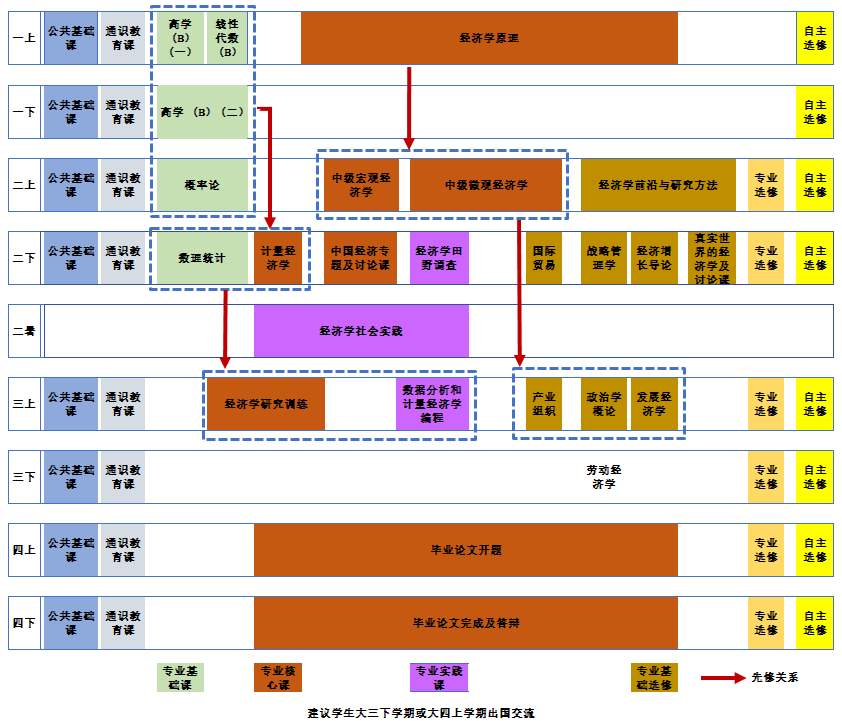 一上
公共基础
课
通识教
育课
高学
（B）
（一）
线性
代数
（B）
经济学原理
自主
选修
一下
公共基础
课
通识教
育课
高学 （B）（二）
自主
选修
二上
公共基础
课
通识教
育课
概率论
中级宏观经
济学
中级微观经济学
经济学前沿与研究方法
专业
选修
自主
选修
二下
公共基础
课
通识教
育课
数理统计
计量经
济学
中国经济专
题及讨论课
经济学田
野调查
国际
贸易
战略管
理学
经济增
长导论
真实世
界的经
济学及
讨论课
专业
选修
自主
选修
二暑
经济学社会实践
三上
公共基础
课
通识教
育课
经济学研究训练
数据分析和
计量经济学
编程
产业
组织
政治学
概论
发展经
济学
专业
选修
自主
选修
三下
公共基础
课
通识教
育课
劳动经
济学
专业
选修
自主
选修
四上
公共基础
课
通识教
育课
毕业论文开题
专业
选修
自主
选修
四下
公共基础
课
通识教
育课
毕业论文完成及答辩
专业
选修
自主
选修
专业基
础课
专业核
心课
专业实践
课
专业基
础选修
先修关系
建议学生大三下学期或大四上学期出国交流